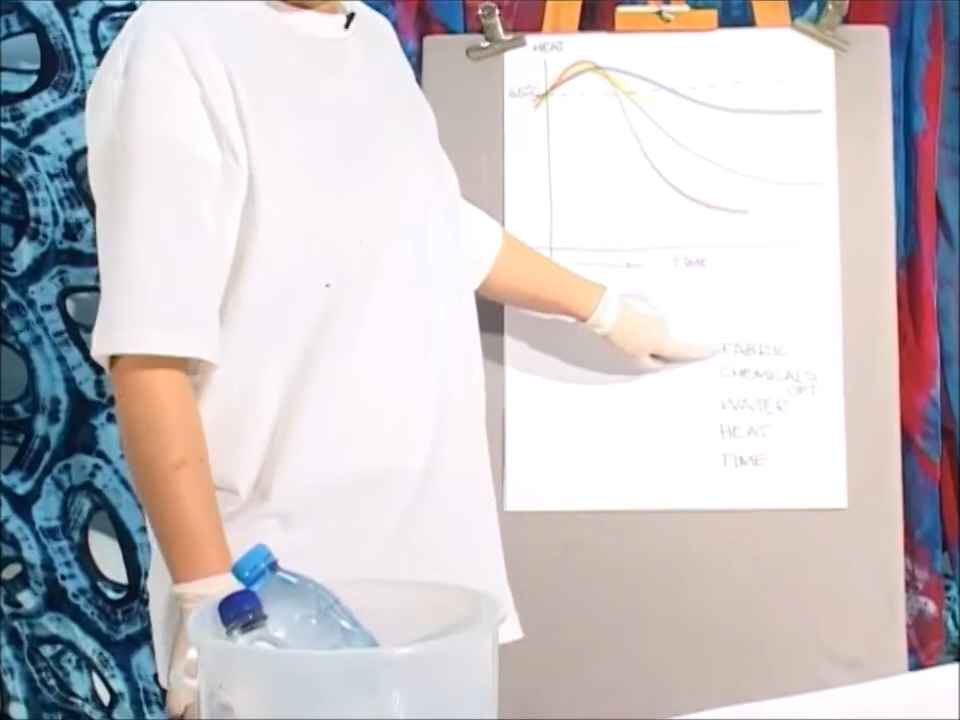 HEAT
TIME
FABRIC
CHEMICALS
OPT
WATER
HEAT
TIME